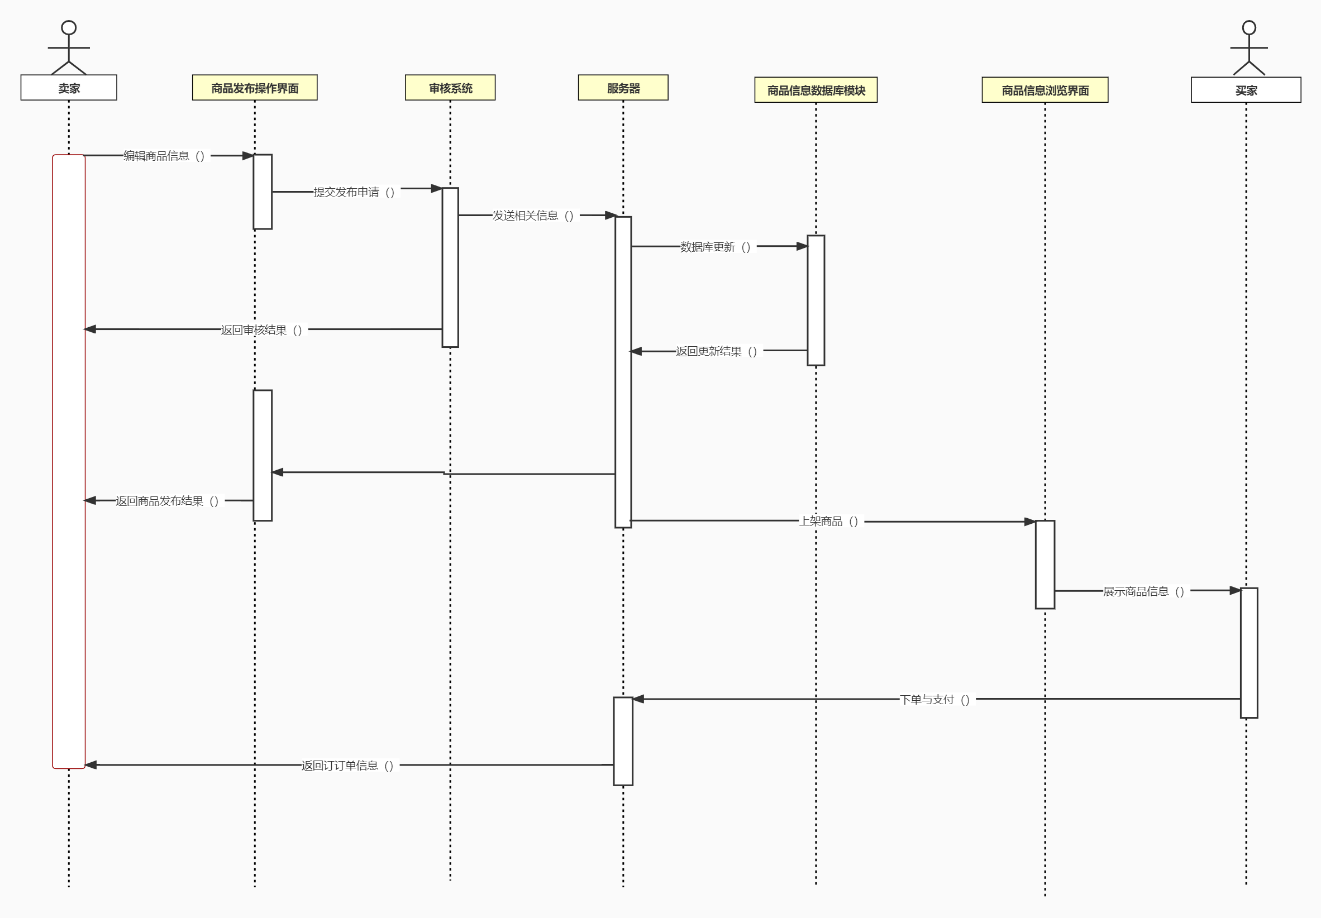 卖家
商品发布操作界面
审核系统
服务器
商品信息数据库模块
商品信息浏览界面
买家
编辑商品信息（）
提交发布申请（）
发送相关信息（）
数据库更新（）
返回审核结果（）
返回更新结果（）
返回商品发布结果（）
上架商品（）
展示商品信息（）
下单与支付（）
返回订订单信息（）